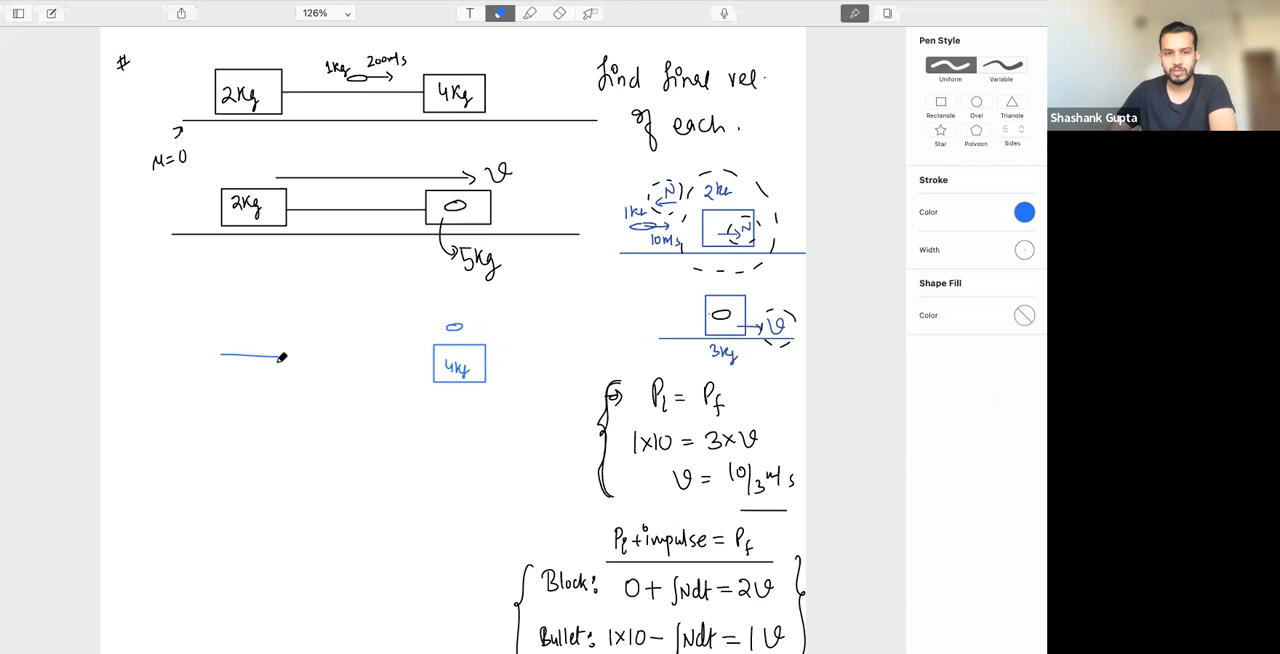 126%
T
#
1kg 200m/s
2kg
4kg
μ=0
find final vel.
of each.
v
2kg
5kg
4kg
N
2kg
1kg
10m/s
N
v
3kg
⇒ Pi = Pf
1×10 = 3×v
v = 10/3 m/s
Pi + impulse = Pf
Block: 0 + ∫Ndt = 2v
Bullet: 1×10 − ∫Ndt = 1v
Pen Style
Uniform
Variable
Rectangle
Oval
Triangle
5
Star
Polygon
Sides
Stroke
Color
Width
Shape Fill
Color
Shashank Gupta